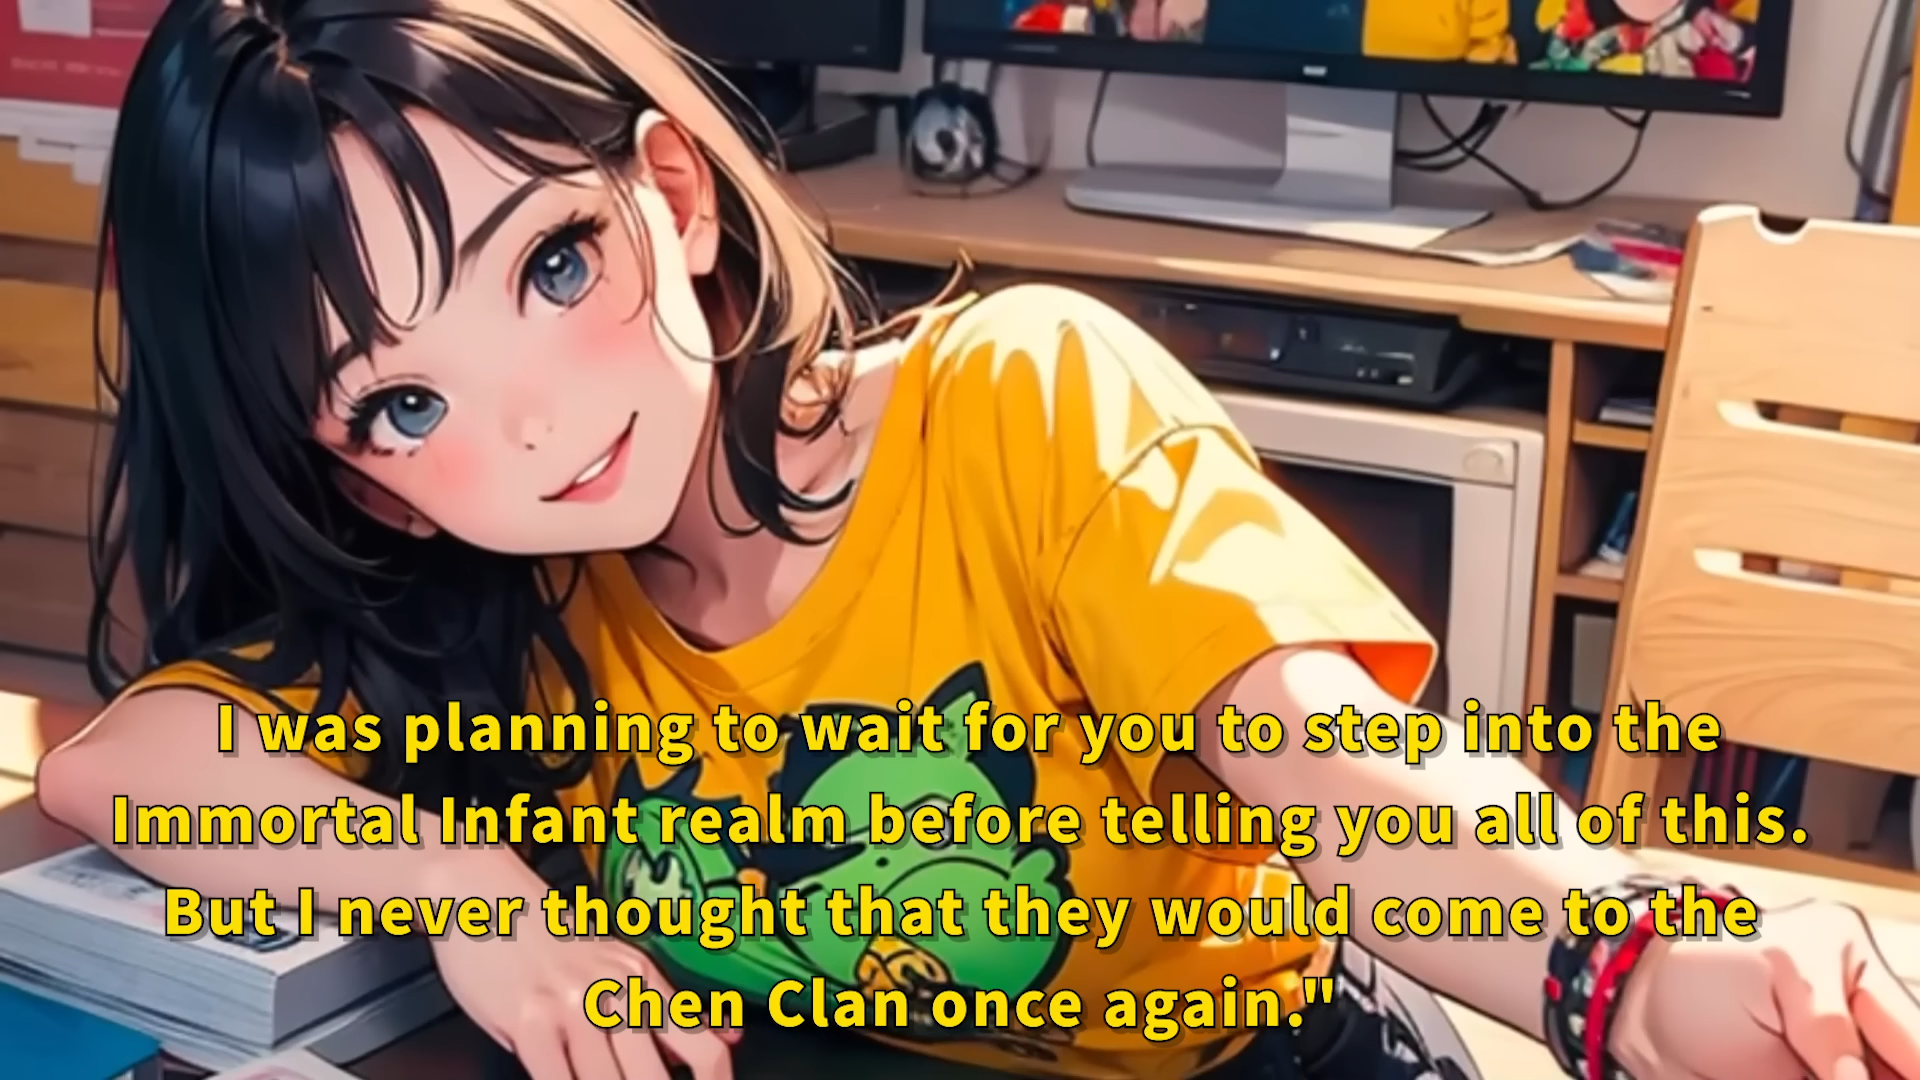 I was planning to wait for you to step into the
Immortal Infant realm before telling you all of this.
But I never thought that they would come to the
Chen Clan once again."